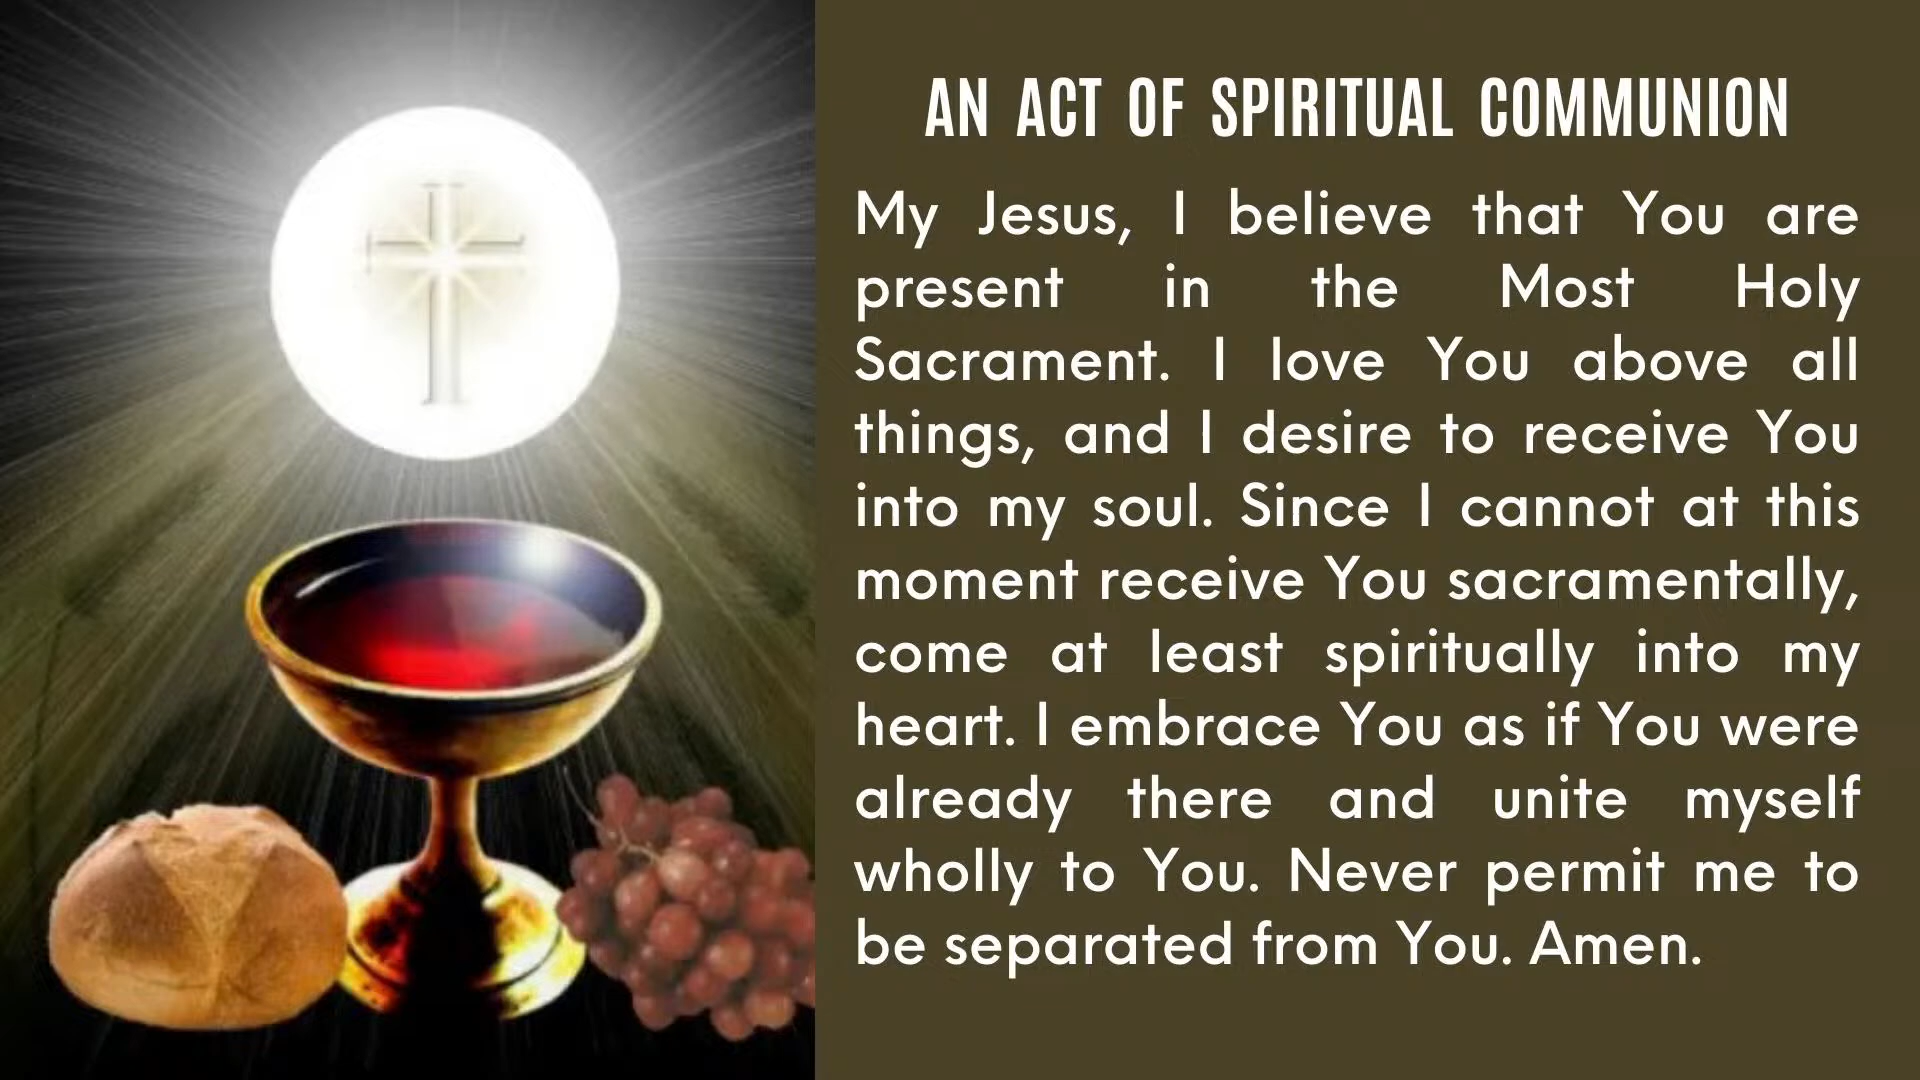 AN ACT OF SPIRITUAL COMMUNION
My Jesus, I believe that You are
present in the Most Holy
Sacrament. I love You above all
things, and I desire to receive You
into my soul. Since I cannot at this
moment receive You sacramentally,
come at least spiritually into my
heart. I embrace You as if You were
already there and unite myself
wholly to You. Never permit me to
be separated from You. Amen.